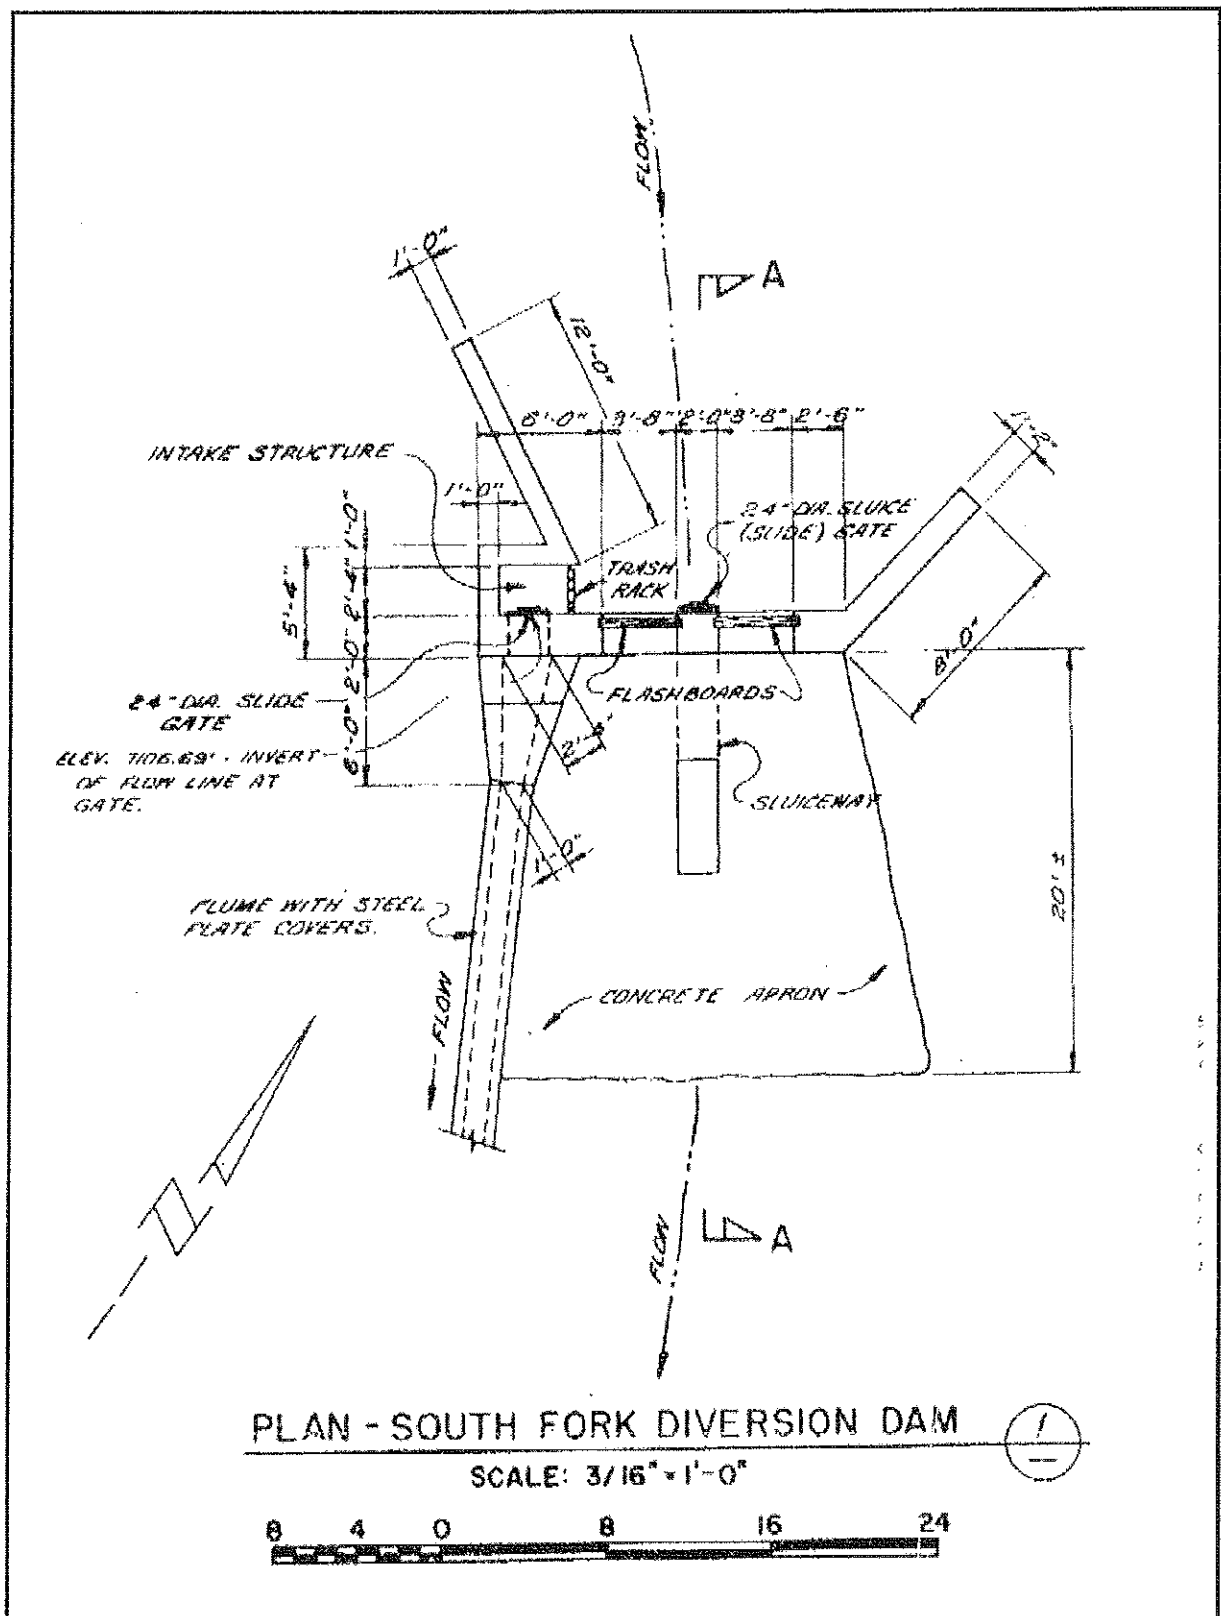 FLOW
A
1'-0"
12'-0"
6'-0" 3'-8" 2'-0" 3'-8" 2'-6"
1'-2"
INTAKE STRUCTURE
1'-0"
24" DIA. SLUICE
(SLIDE) GATE
1'-0"
2'-4"
5'-4"
TRASH
RACK
2'-0"
8'-0"
24" DIA. SLIDE
GATE
FLASHBOARDS
6'-0"
ELEV. 7106.69' - INVERT
OF FLOW LINE AT
GATE.
SLUICEWAY
1'-0"
20' ±
FLUME WITH STEEL
PLATE COVERS.
FLOW
CONCRETE APRON
FLOW
A
PLAN - SOUTH FORK DIVERSION DAM
1
SCALE: 3/16" = 1'-0"
8 4 0 8 16 24